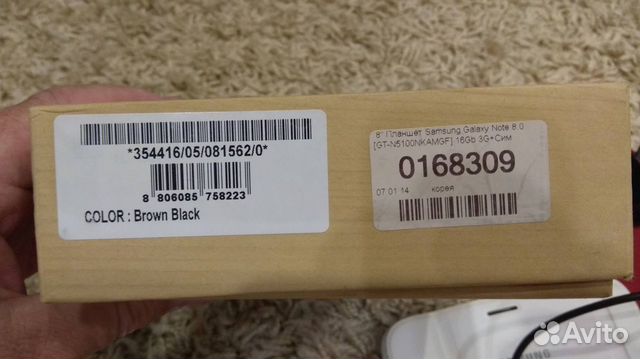 *354416/05/081562/0*
8 806085 758223
COLOR : Brown Black
8" Планшет Samsung Galaxy Note 8.0
[GT-N5100NKAMGF] 16Gb 3G+Сим
0168309
07 01 14 корея
Avito